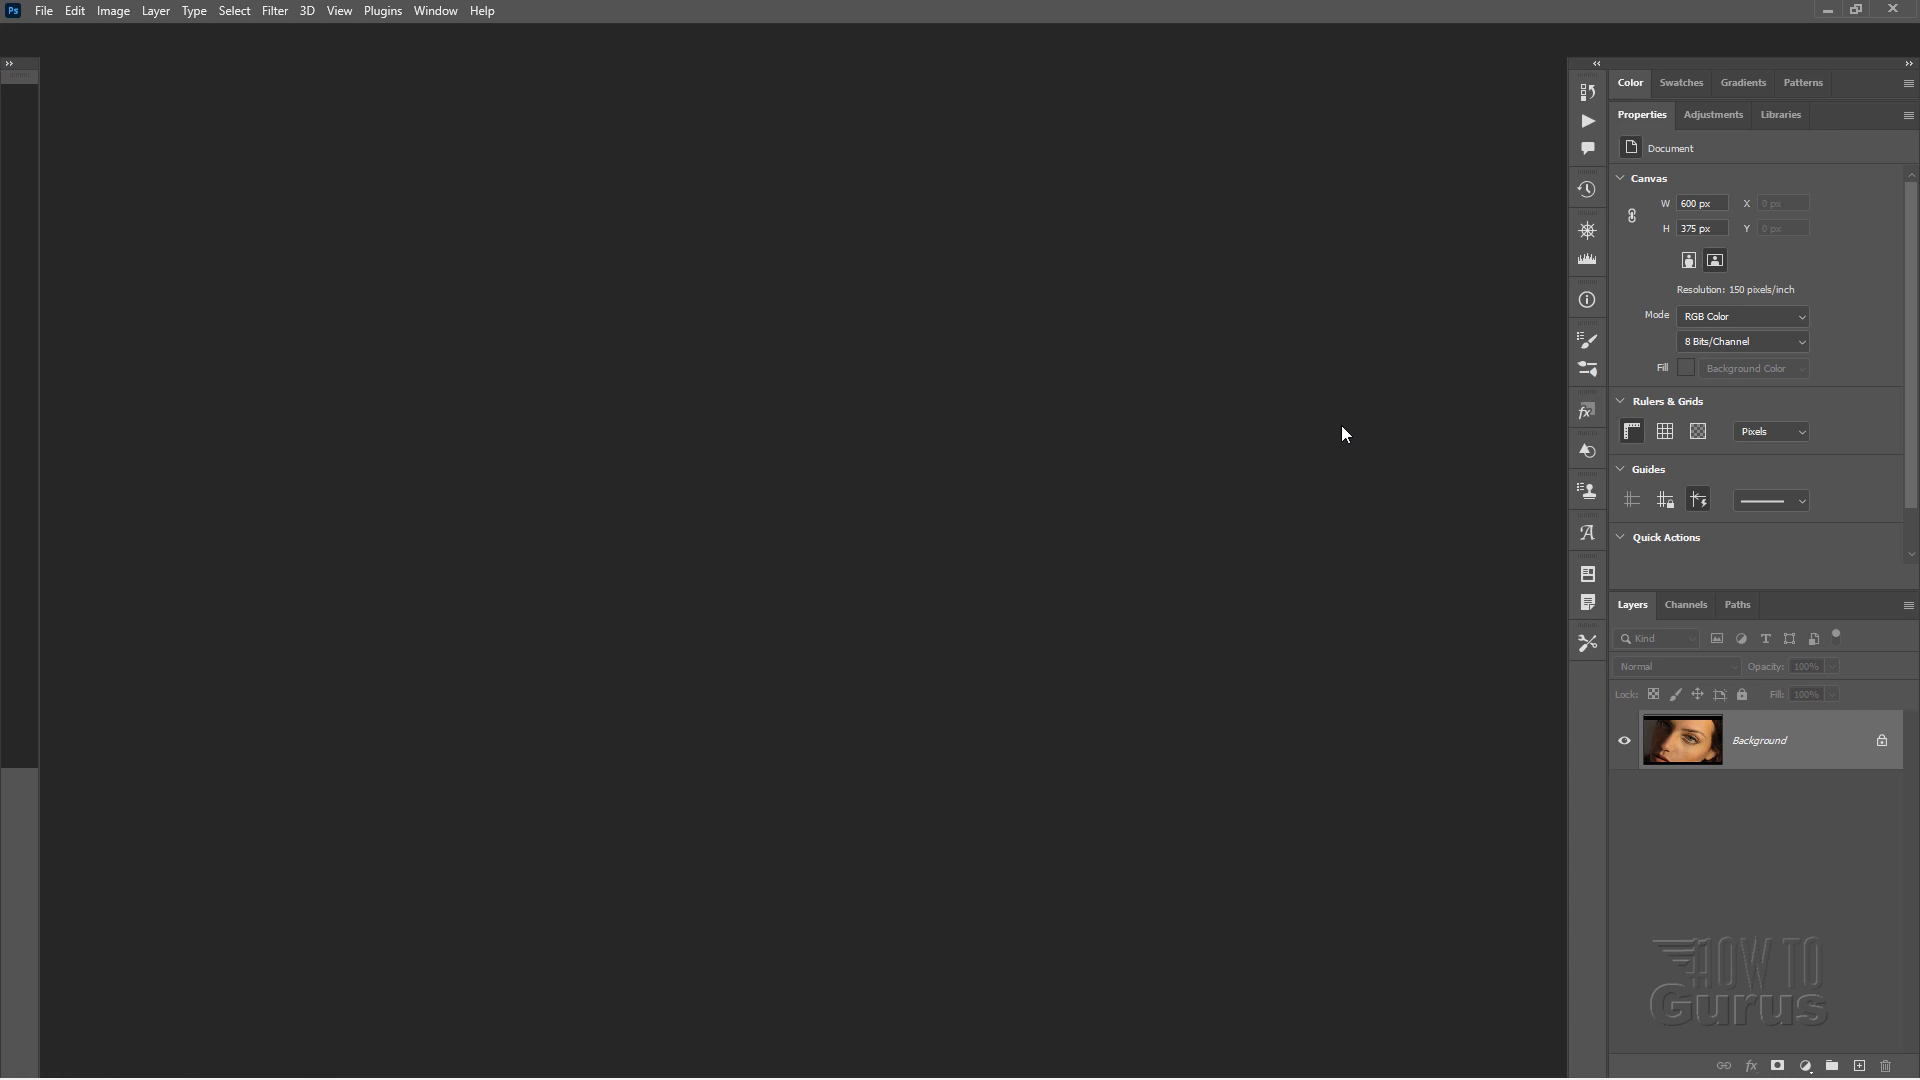 Ps File Edit Image Layer Type Select Filter 3D View Plugins Window Help
Color Swatches Gradients Patterns
Properties Adjustments Libraries
Document
Canvas
W 600 px X 0 px
H 375 px Y 0 px
Resolution: 150 pixels/inch
Mode RGB Color
8 Bits/Channel
Fill Background Color
Rulers & Grids
Pixels
Guides
Quick Actions
Layers Channels Paths
Kind
Normal Opacity: 100%
Lock: Fill: 100%
Background
HOW TO
Gurus
fx